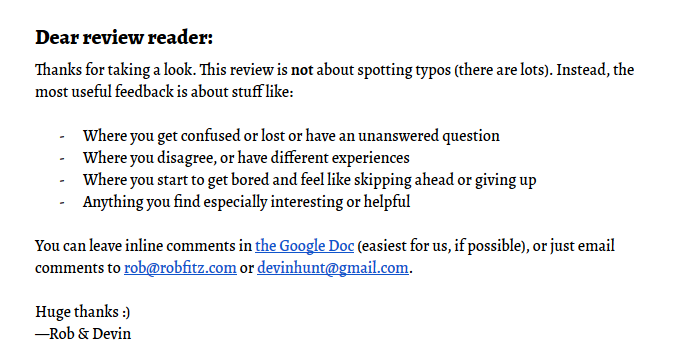 Dear review reader:
Thanks for taking a look. This review is not about spotting typos (there are lots). Instead, the
most useful feedback is about stuff like:
- Where you get confused or lost or have an unanswered question
- Where you disagree, or have different experiences
- Where you start to get bored and feel like skipping ahead or giving up
- Anything you find especially interesting or helpful
You can leave inline comments in the Google Doc (easiest for us, if possible), or just email
comments to rob@robfitz.com or devinhunt@gmail.com.
Huge thanks :)
—Rob & Devin